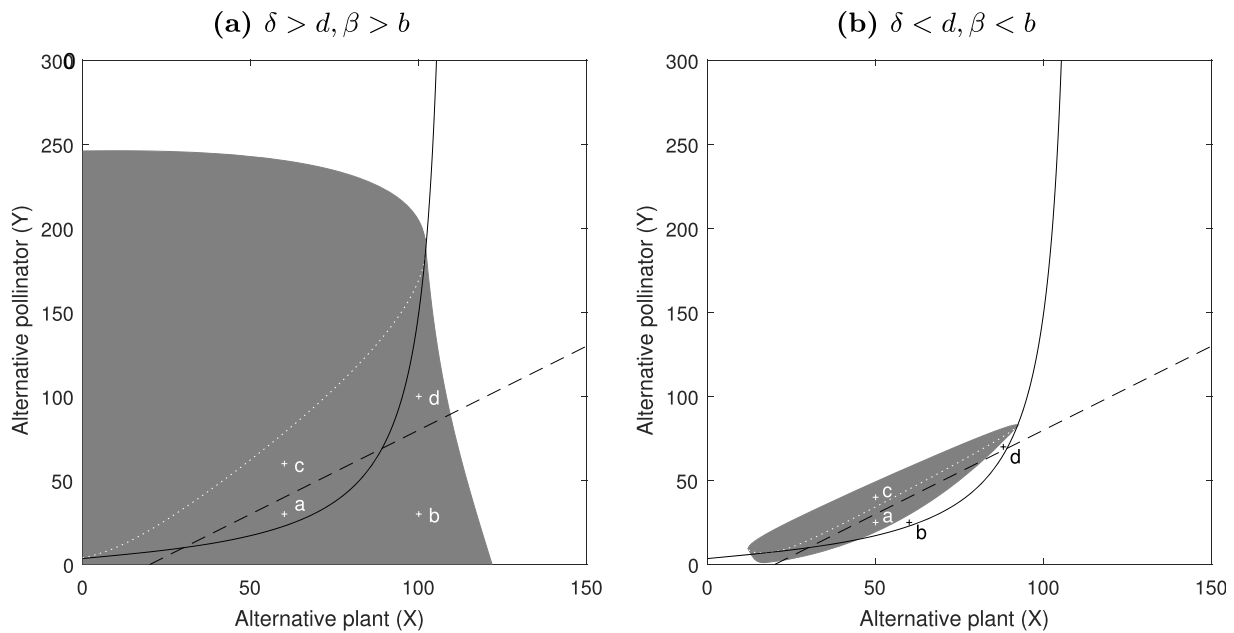 (a) δ > d, β > b
(b) δ < d, β < b
300
0
250
200
150
100
50
0
0
50
100
150
Alternative plant (X)
Alternative pollinator (Y)
a
b
c
d
300
250
200
150
100
50
0
0
50
100
150
Alternative plant (X)
Alternative pollinator (Y)
a
b
c
d